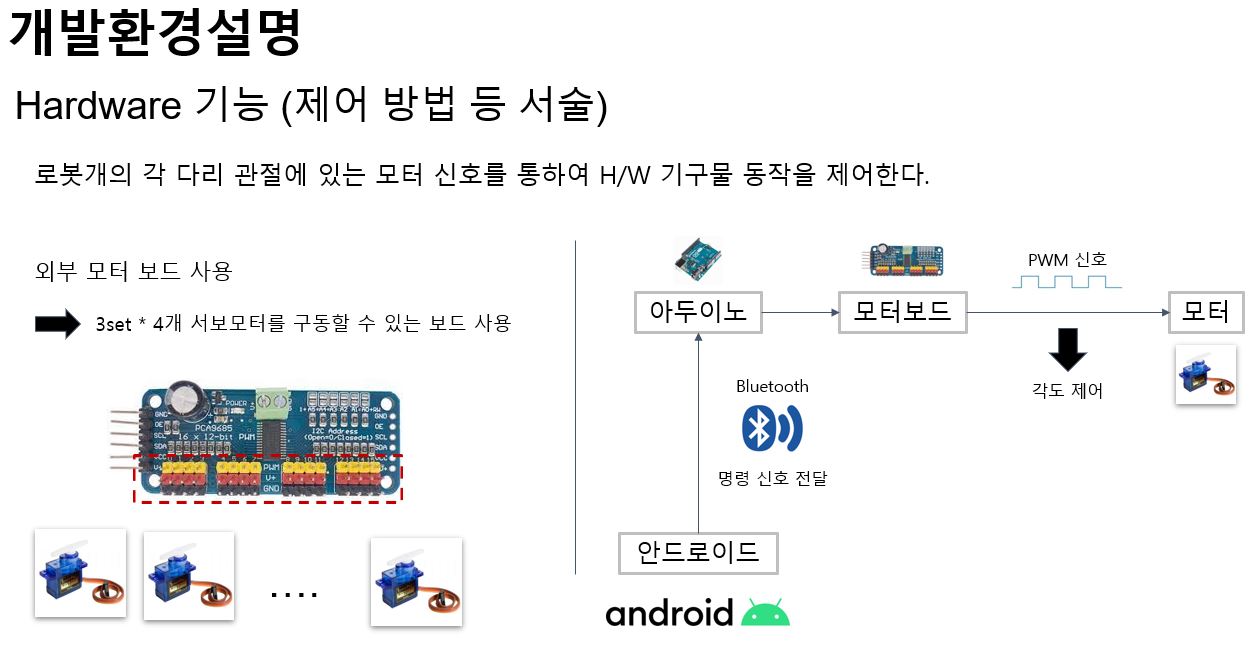 개발환경설명
Hardware 기능 (제어 방법 등 서술)
로봇개의 각 다리 관절에 있는 모터 신호를 통하여 H/W 기구물 동작을 제어한다.
외부 모터 보드 사용
3set * 4개 서보모터를 구동할 수 있는 보드 사용
POWER
PCA9685
16 x 12-bit PWM
I2C Address
(Open=0/Closed=1)
GND
OE
SCL
SDA
VCC
V+
GND
OE
SCL
SDA
PWM
V+
GND
....
아두이노
모터보드
PWM 신호
모터
각도 제어
Bluetooth
명령 신호 전달
안드로이드
android